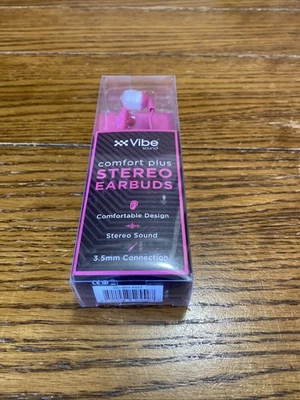 Vibe
sound
comfort plus
STEREO
EARBUDS
Comfortable Design
Stereo Sound
3.5mm Connection